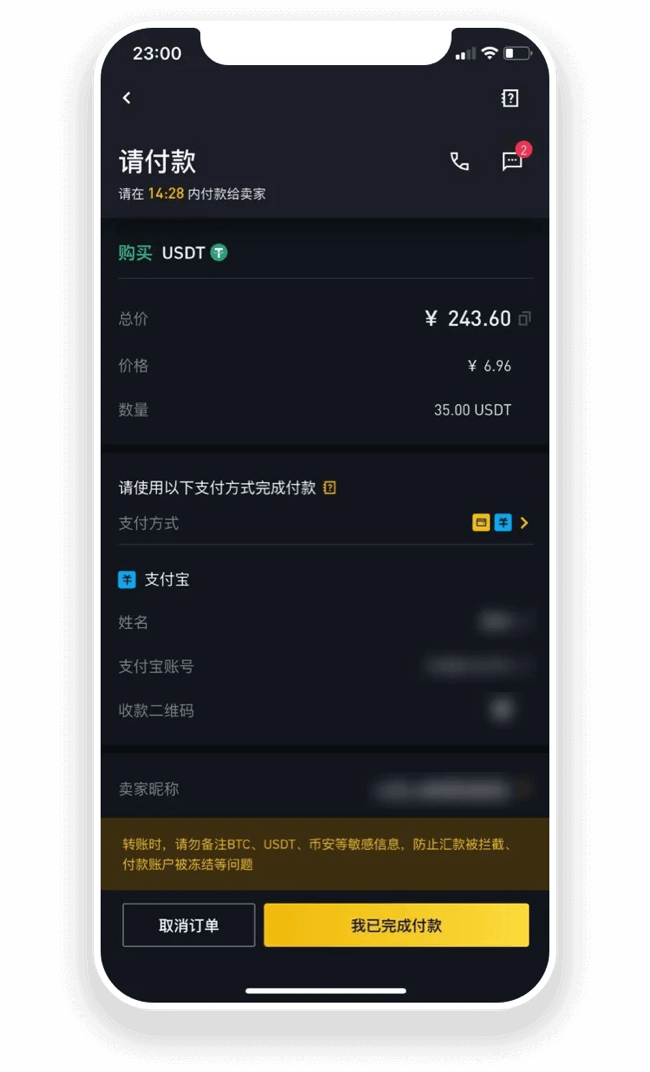 23:00
请付款
2
请在 14:28 内付款给卖家
购买 USDT
总价 ¥ 243.60
价格 ¥ 6.96
数量 35.00 USDT
请使用以下支付方式完成付款
支付方式
支付宝
姓名
支付宝账号
收款二维码
卖家昵称
转账时，请勿备注BTC、USDT、币安等敏感信息，防止汇款被拦截、
付款账户被冻结等问题
取消订单 我已完成付款